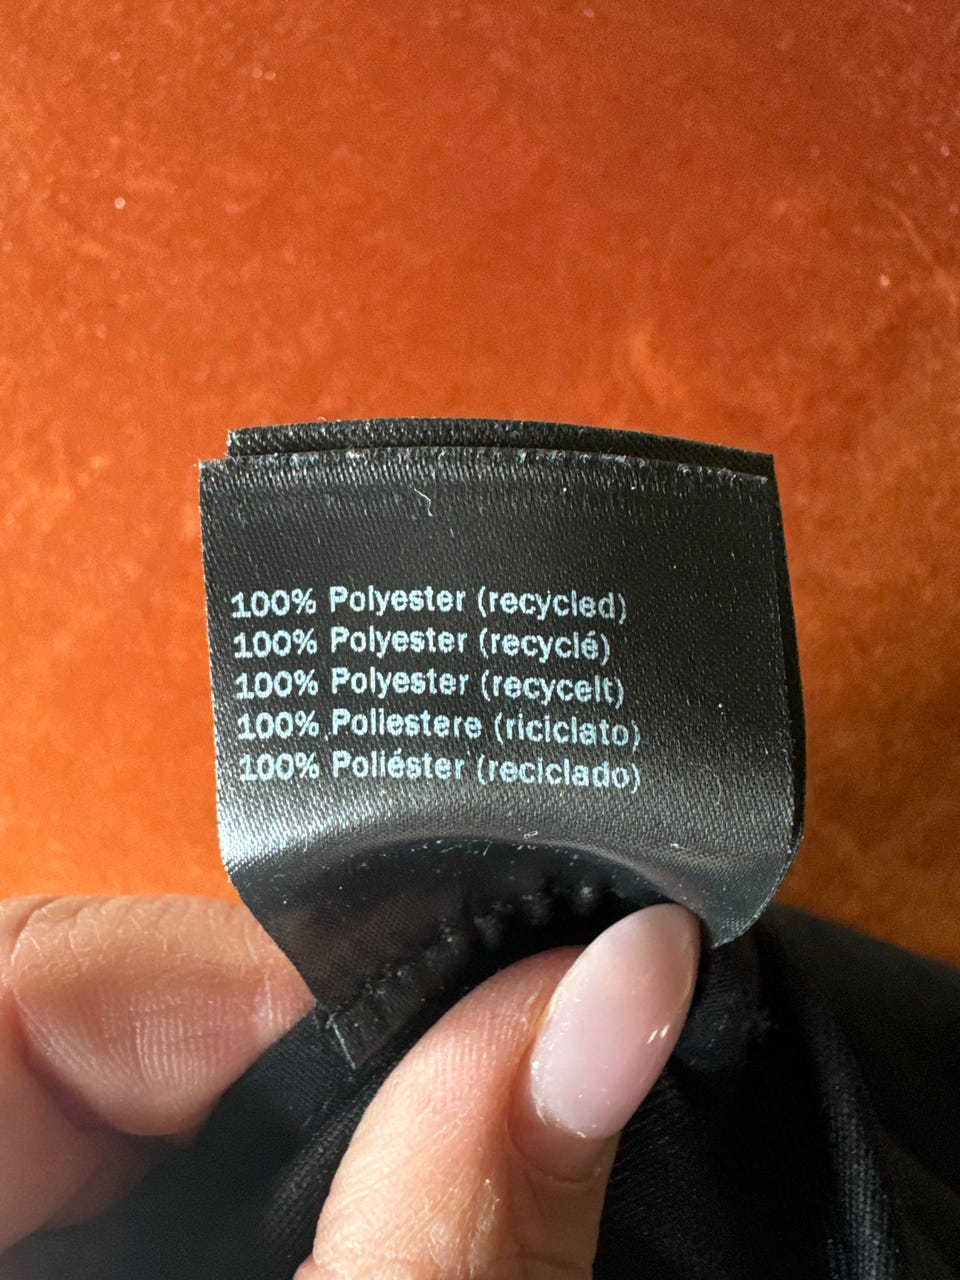 100% Polyester (recycled)
100% Polyester (recyclé)
100% Polyester (recycelt)
100% Poliestere (riciclato)
100% Poliéster (reciclado)